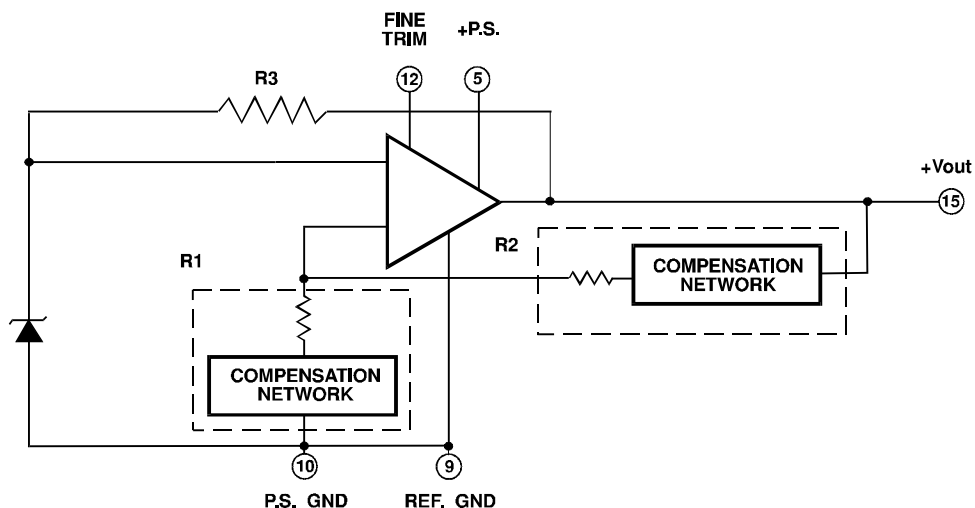 FINE
TRIM
+P.S.
R3
12
5
+Vout
15
R2
COMPENSATION
NETWORK
R1
COMPENSATION
NETWORK
10
9
P.S. GND
REF. GND